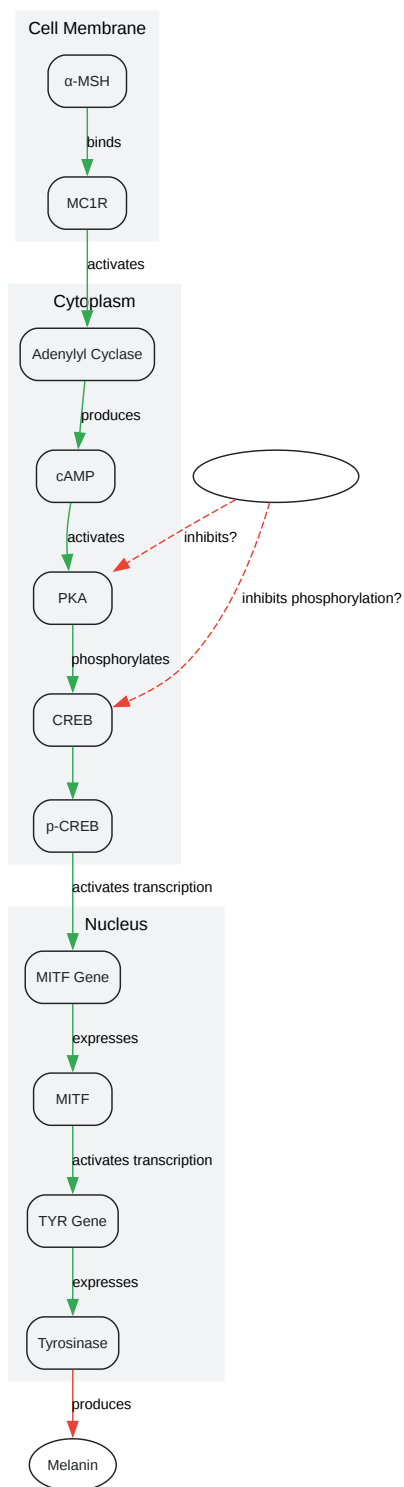 Cell Membrane
α-MSH
binds
MC1R
activates
Cytoplasm
Adenylyl Cyclase
produces
cAMP
activates
inhibits?
PKA
inhibits phosphorylation?
phosphorylates
CREB
p-CREB
activates transcription
Nucleus
MITF Gene
expresses
MITF
activates transcription
TYR Gene
expresses
Tyrosinase
produces
Melanin